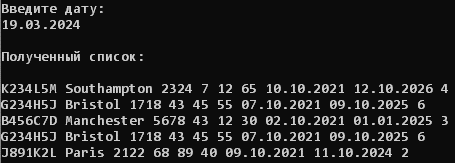 Введите дату:
19.03.2024
Полученный список:
K234L5M Southampton 2324 7 12 65 10.10.2021 12.10.2026 4
G234H5J Bristol 1718 43 45 55 07.10.2021 09.10.2025 6
B456C7D Manchester 5678 43 12 30 02.10.2021 01.01.2025 3
G234H5J Bristol 1718 43 45 55 07.10.2021 09.10.2025 6
J891K2L Paris 2122 68 89 40 09.10.2021 11.10.2024 2